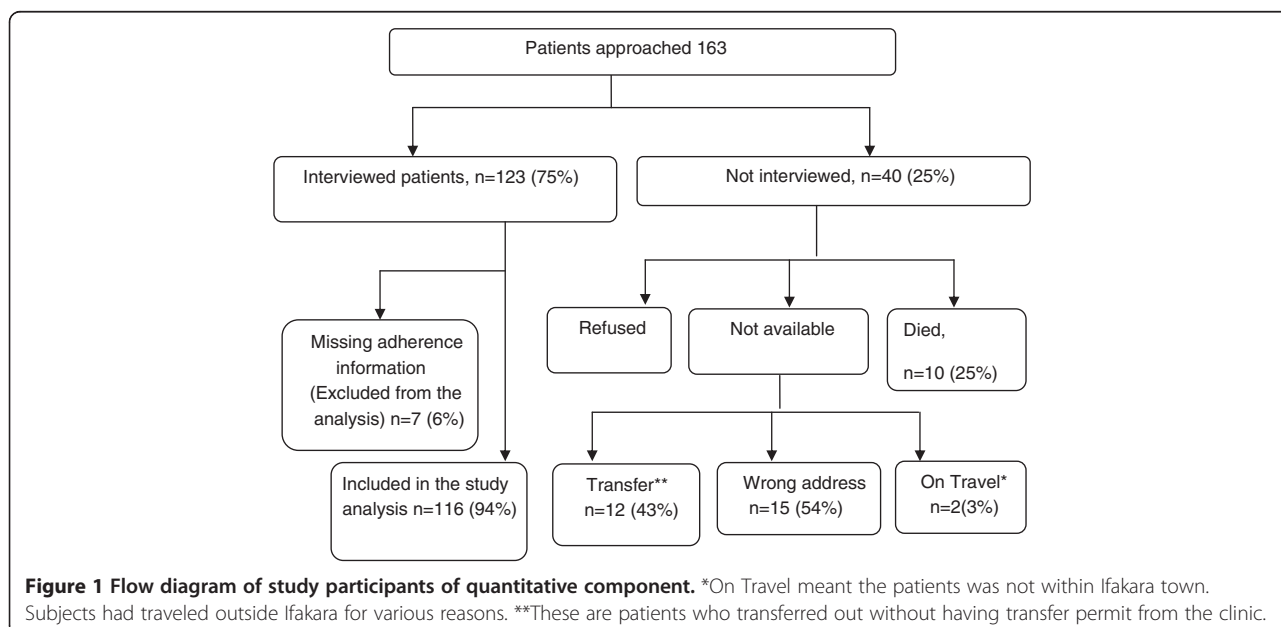 Patients approached 163
Interviewed patients, n=123 (75%)
Not interviewed, n=40 (25%)
Missing adherence
information
(Excluded from the
analysis) n=7 (6%)
Included in the study
analysis n=116 (94%)
Refused
Not available
Died,
n=10 (25%)
Transfer**
n=12 (43%)
Wrong address
n=15 (54%)
On Travel*
n=2(3%)
Figure 1 Flow diagram of study participants of quantitative component. *On Travel meant the patients was not within Ifakara town.
Subjects had traveled outside Ifakara for various reasons. **These are patients who transferred out without having transfer permit from the clinic.